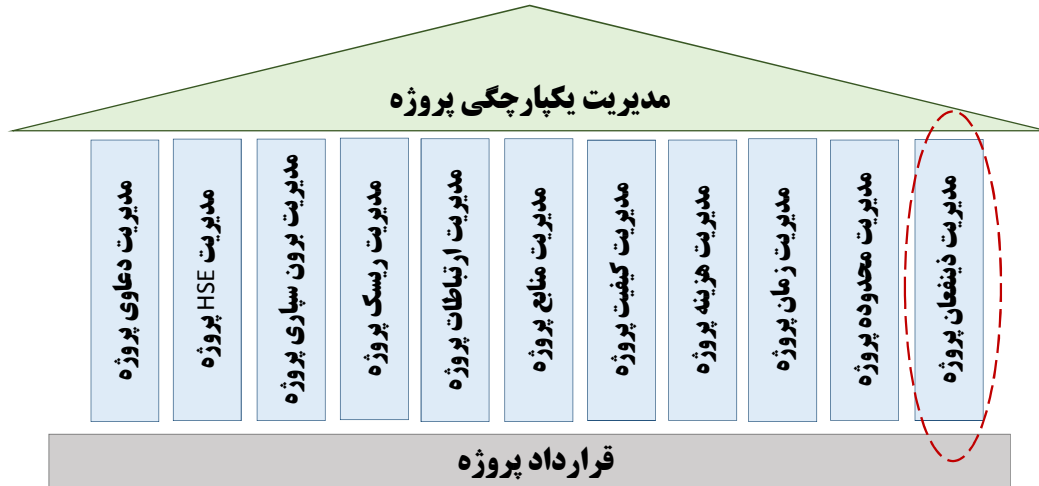 مدیریت یکپارچگی پروژه
مدیریت ذینفعان پروژه
مدیریت محدوده پروژه
مدیریت زمان پروژه
مدیریت هزینه پروژه
مدیریت کیفیت پروژه
مدیریت منابع پروژه
مدیریت ارتباطات پروژه
مدیریت ریسک پروژه
مدیریت برون سپاری پروژه
مدیریت HSE پروژه
مدیریت دعاوی پروژه
قرارداد پروژه